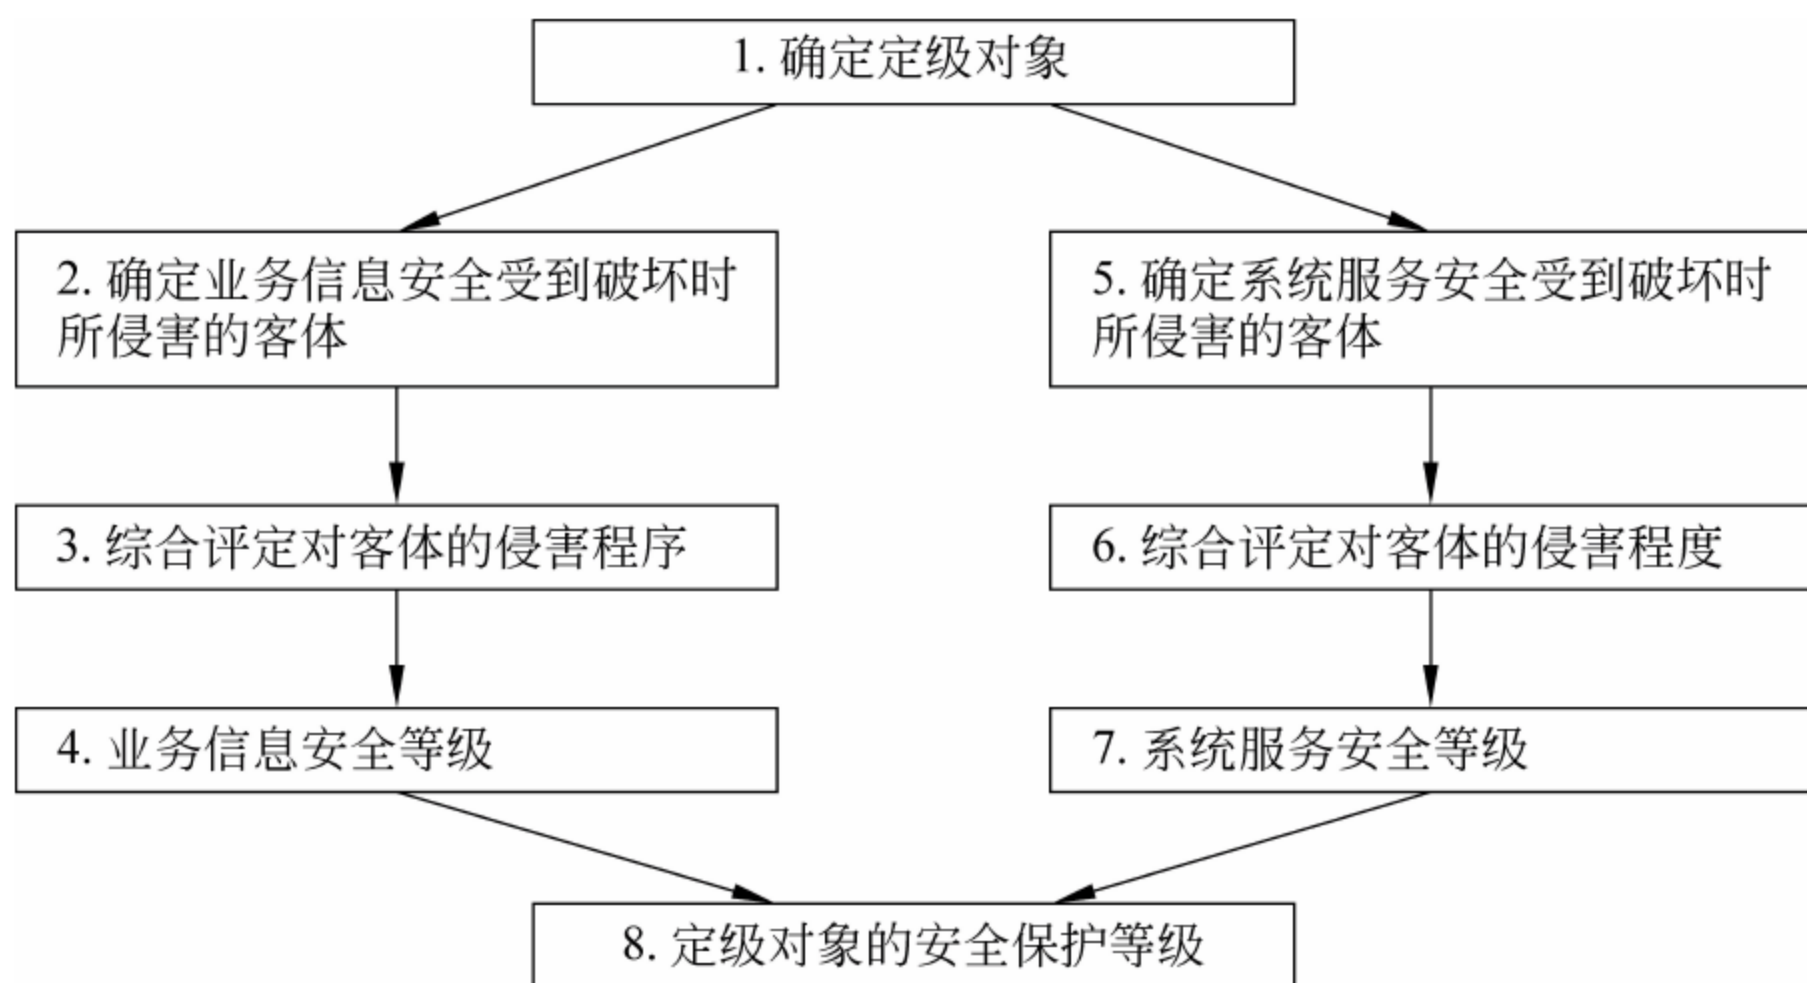 1. 确定定级对象
2. 确定业务信息安全受到破坏时
所侵害的客体
5. 确定系统服务安全受到破坏时
所侵害的客体
3. 综合评定对客体的侵害程序
6. 综合评定对客体的侵害程度
4. 业务信息安全等级
7. 系统服务安全等级
8. 定级对象的安全保护等级